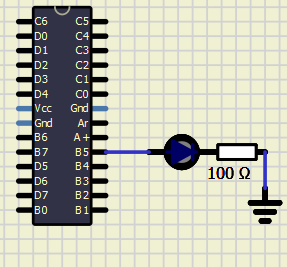 C6 C5
D0 C4
D1 C3
D2 C2
D3 C1
D4 C0
Vcc Gnd
Gnd Ar
B6 A+
B7 B5
D5 B4
D6 B3
D7 B2
B0 B1
100 Ω